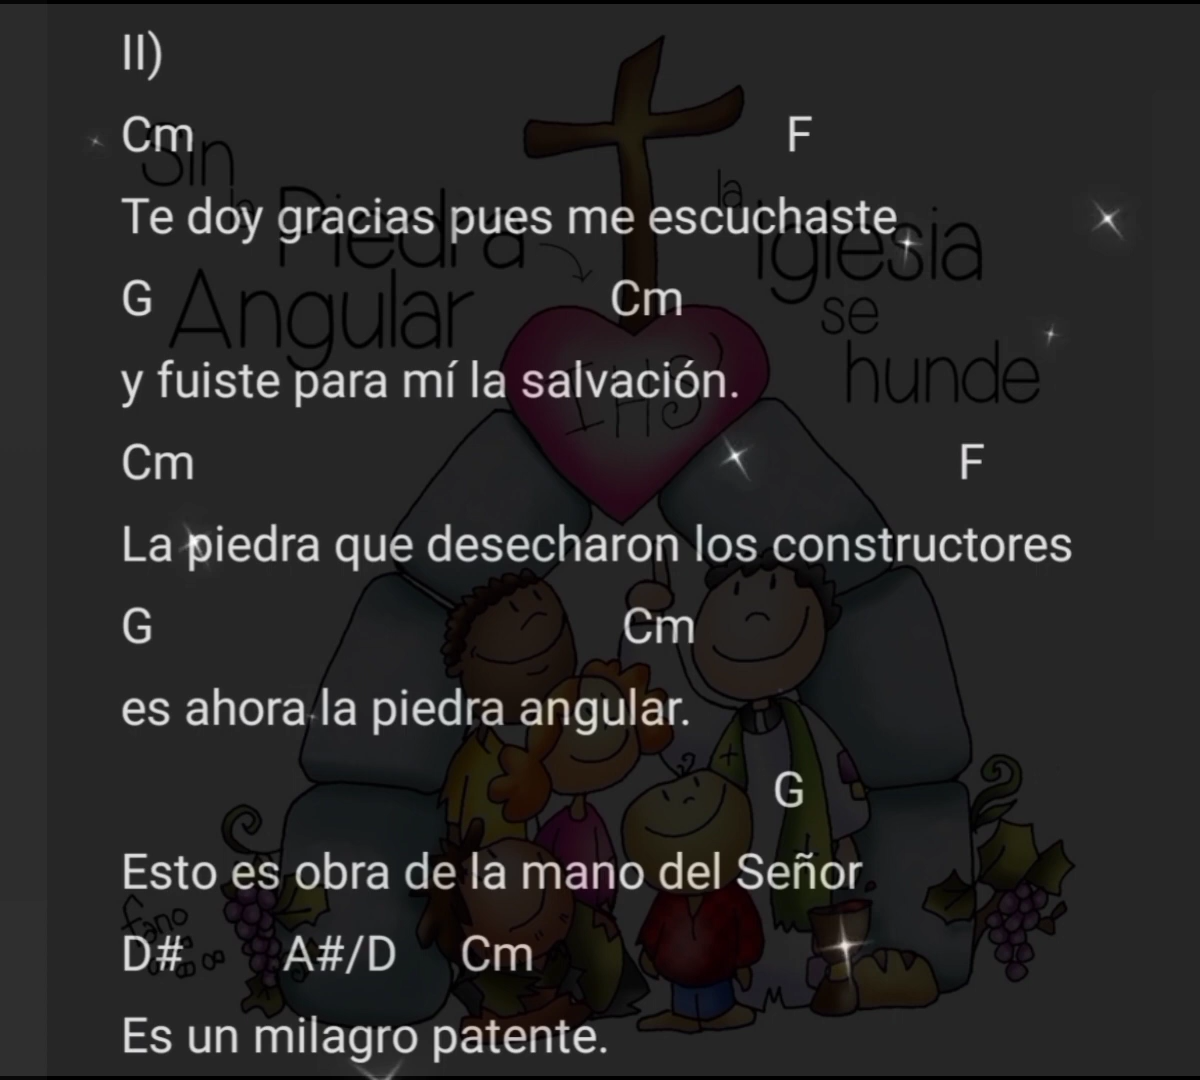 II)
Cm F
Te doy gracias pues me escuchaste
G Cm
y fuiste para mí la salvación.
Cm F
La piedra que desecharon los constructores
G Cm
es ahora la piedra angular.
G
Esto es obra de la mano del Señor
D# A#/D Cm
Es un milagro patente.
Sin
la Piedra
Angular
la
Iglesia
se
hunde
IHS
fano